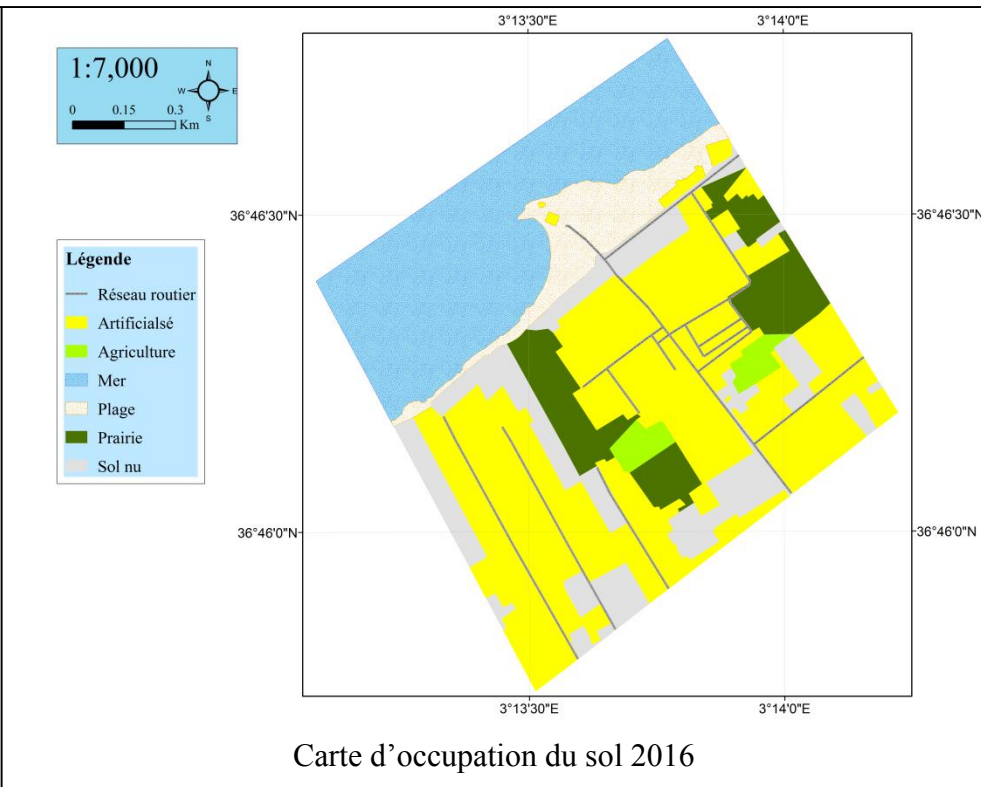 3°13'30"E
3°14'0"E
1:7,000
N
W
E
S
0
0.15
0.3
Km
36°46'30"N
36°46'30"N
Légende
Réseau routier
Artificialsé
Agriculture
Mer
Plage
Prairie
Sol nu
36°46'0"N
36°46'0"N
3°13'30"E
3°14'0"E
Carte d’occupation du sol 2016